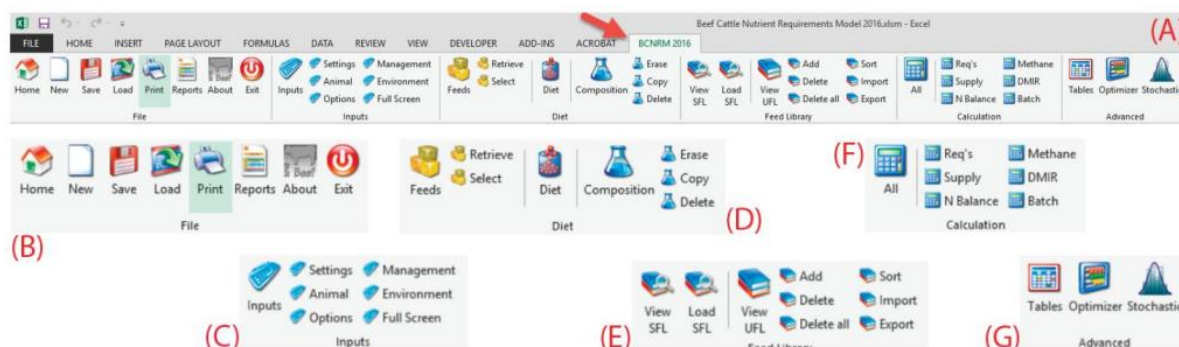 Beef Cattle Nutrient Requirements Model 2016.xlsm - Excel
(A)
FILE HOME INSERT PAGE LAYOUT FORMULAS DATA REVIEW VIEW DEVELOPER ADD-INS ACROBAT BCNRM 2016
Home New Save Load Print Reports About Exit
File
Inputs
Settings Management
Animal Environment
Options Full Screen
Inputs
Feeds
Retrieve
Select
Diet Composition
Erase
Copy
Delete
Diet
View SFL
Load SFL
View UFL
Add Sort
Delete Import
Delete all Export
Feed Library
All
Req's Methane
Supply DMIR
N Balance Batch
Calculation
Tables Optimizer Stochastic
Advanced
Home New Save Load Print Reports About Exit
File
(B)
Feeds
Retrieve
Select
Diet Composition
Erase
Copy
Delete
Diet
(D)
(F)
All
Req's Methane
Supply DMIR
N Balance Batch
Calculation
Inputs
Settings Management
Animal Environment
Options Full Screen
(C)
Inputs
View SFL
Load SFL
View UFL
Add Sort
Delete Import
Delete all Export
(E)
Feed Library
Tables Optimizer Stochastic
(G)
Advanced